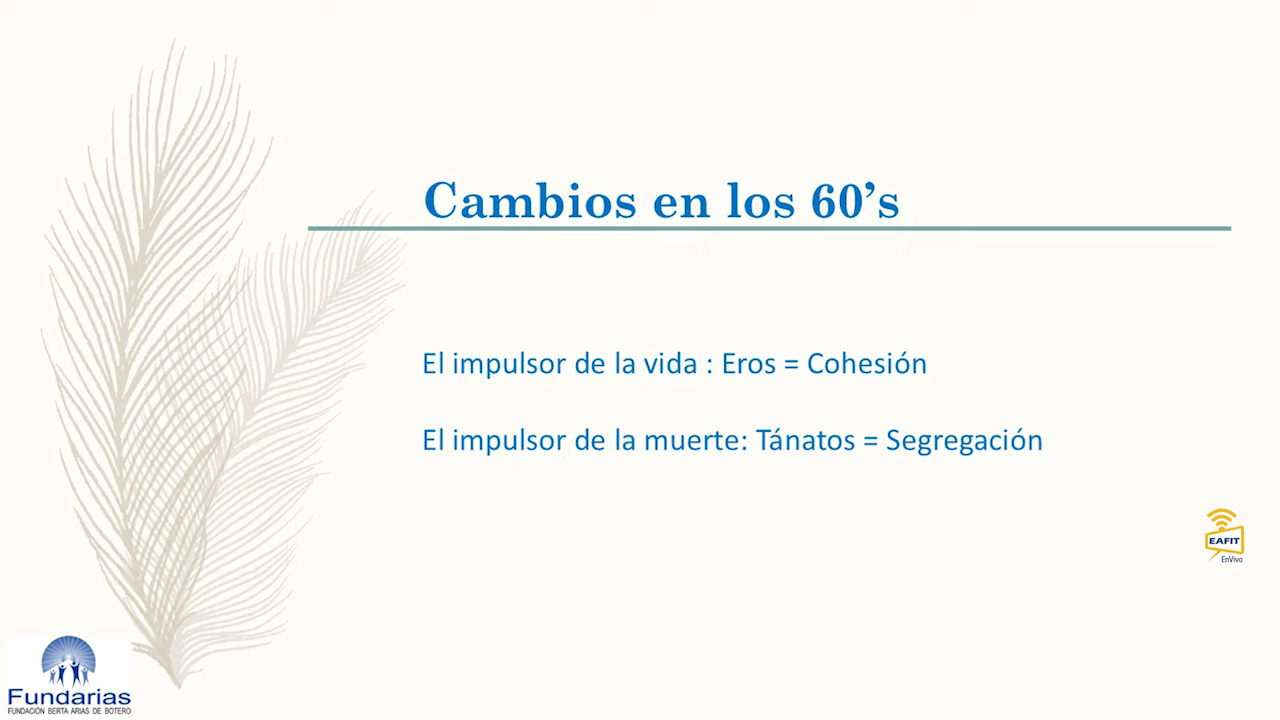 Cambios en los 60’s
El impulsor de la vida : Eros = Cohesión
El impulsor de la muerte: Tánatos = Segregación
EAFIT
EnVivo
Fundarias
FUNDACIÓN BERTA ARIAS DE BOTERO